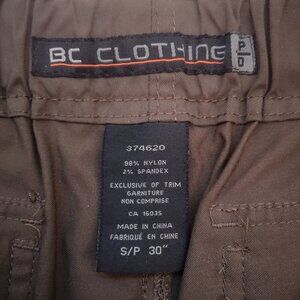 BC CLOTHING
P/D
374620
98% NYLON
2% SPANDEX
EXCLUSIVE OF TRIM
GARNITURE
NON COMPRISE
CA 16035
MADE IN CHINA
FABRIQUÉ EN CHINE
S/P 30"